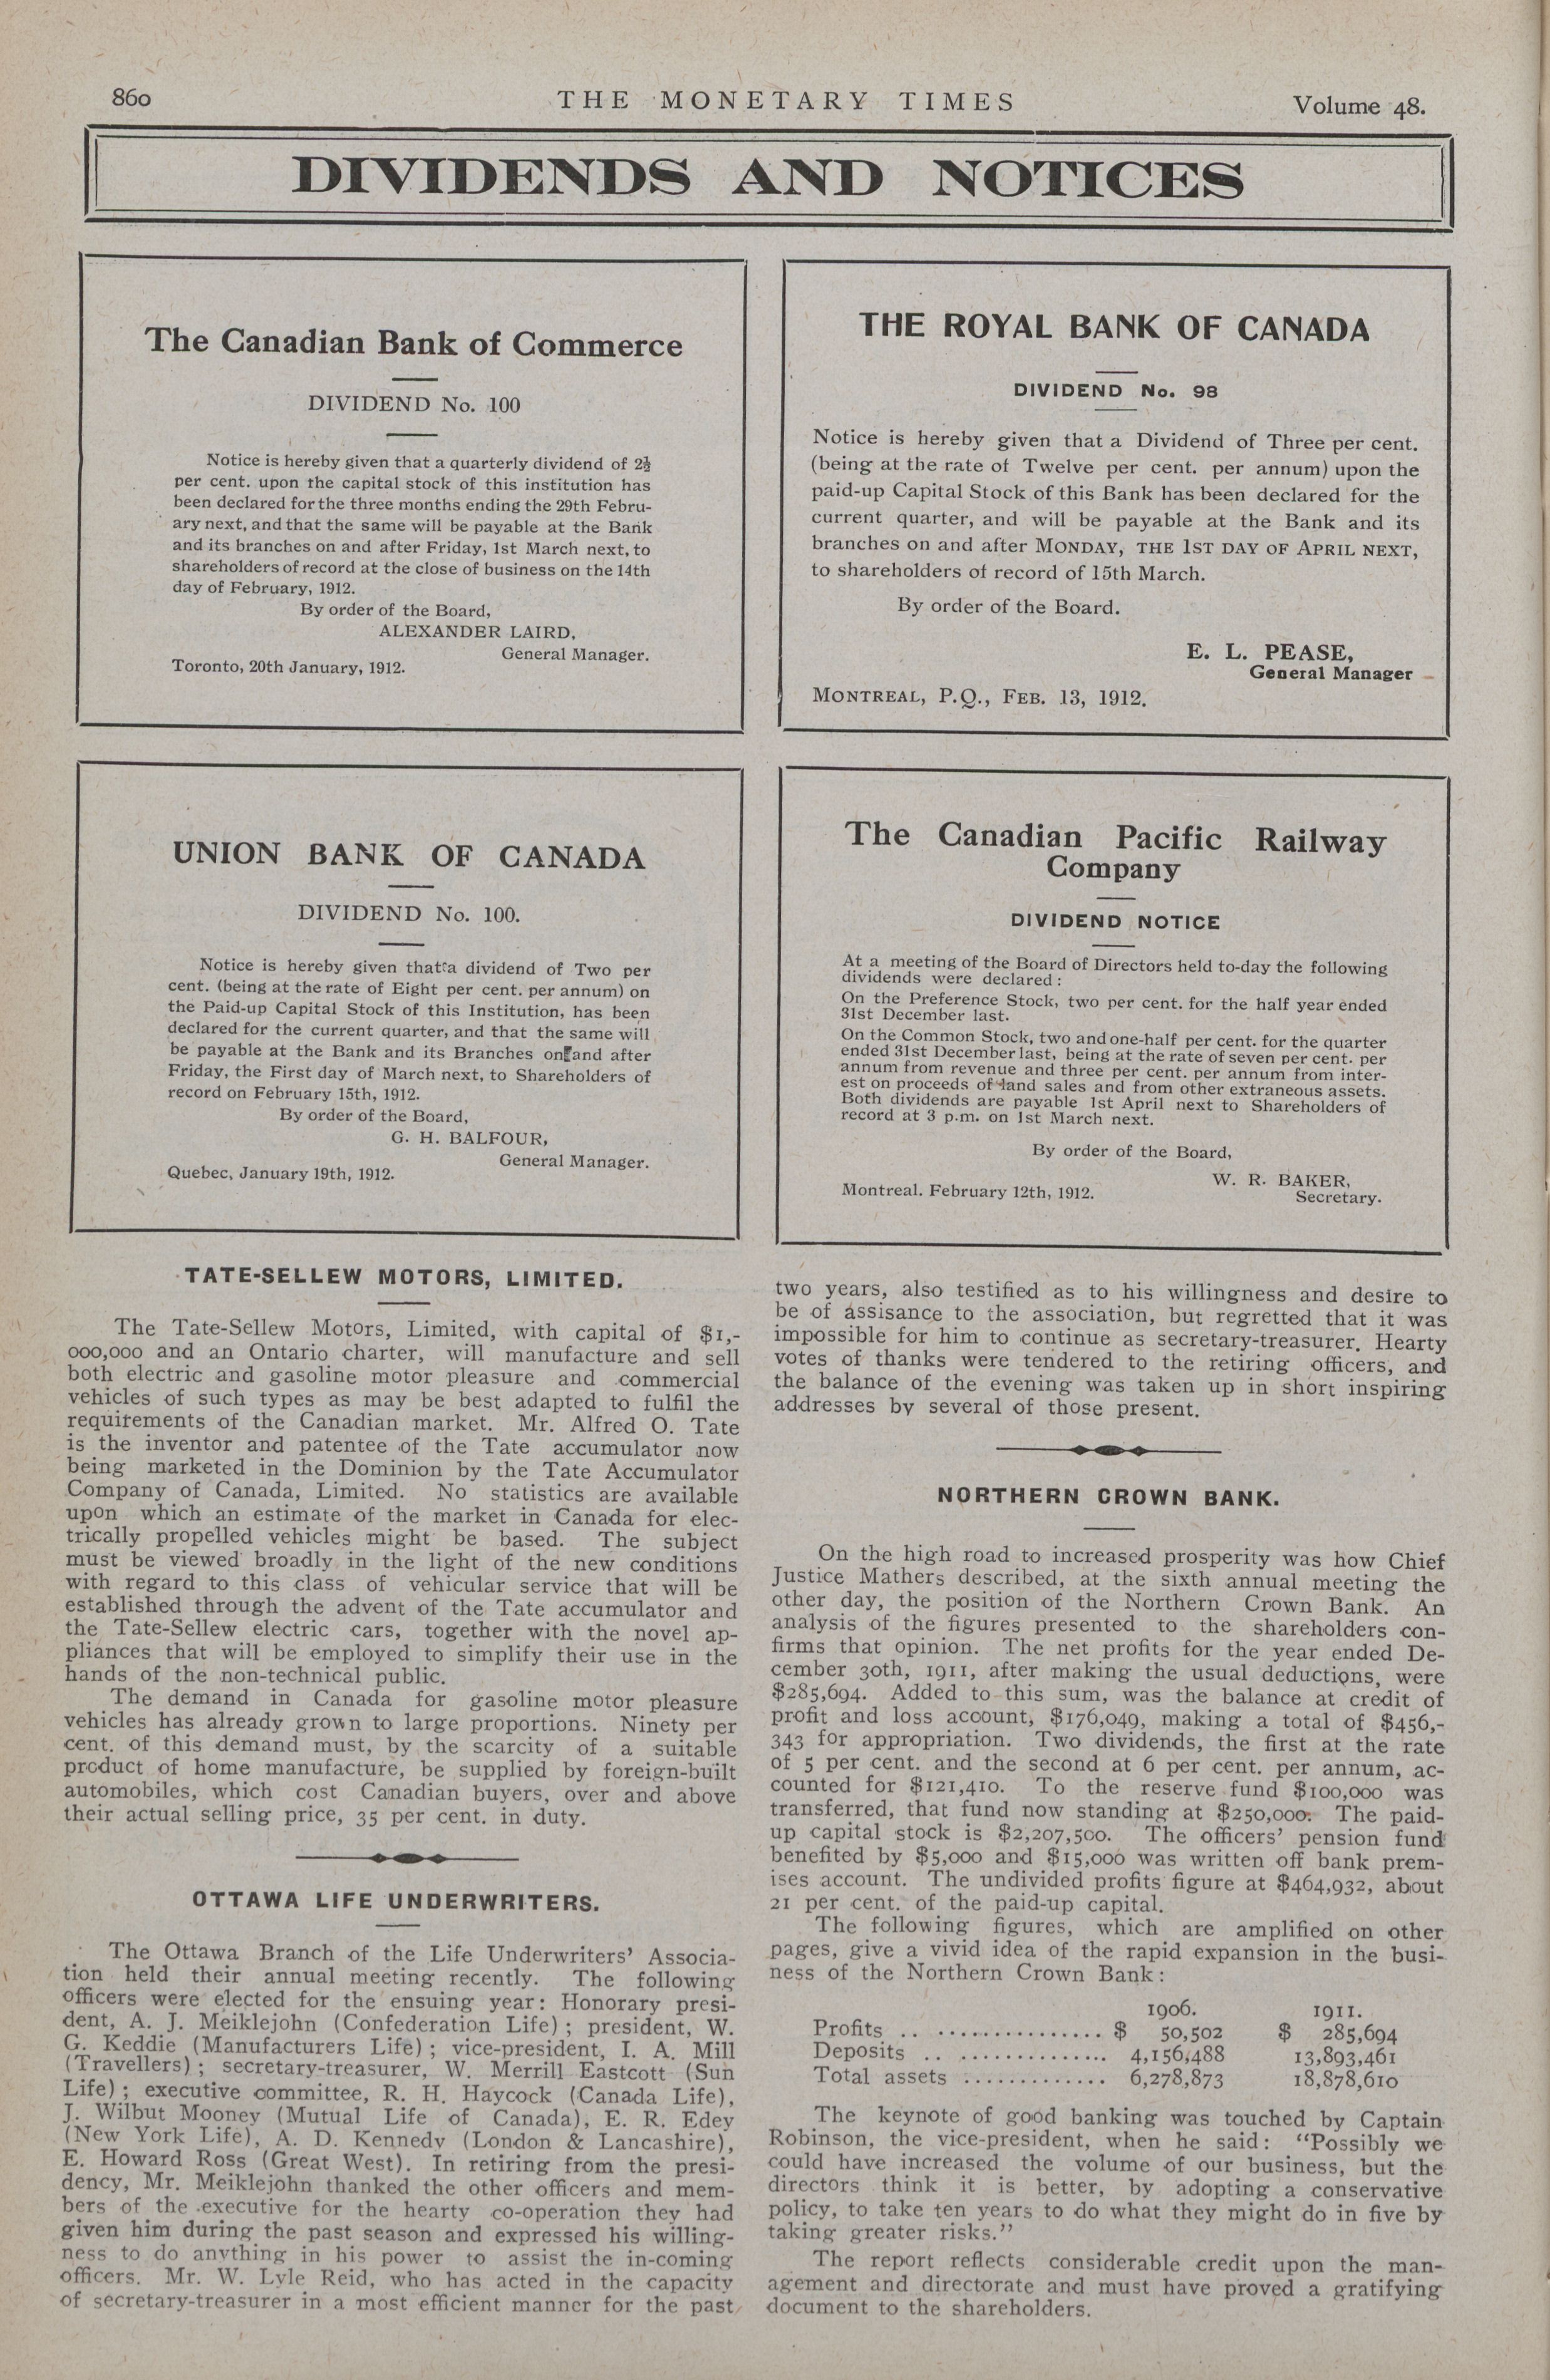 860
THE MONETARY TIMES
Volume 48.
DIVIDENDS AND NOTICES
The Canadian Bank of Commerce
DIVIDEND No. 100
Notice is hereby given that a quarterly dividend of 2½
per cent. upon the capital stock of this institution has
been declared for the three months ending the 29th Febru-
ary next, and that the same will be payable at the Bank
and its branches on and after Friday, 1st March next, to
shareholders of record at the close of business on the 14th
day of February, 1912.
By order of the Board,
ALEXANDER LAIRD,
General Manager.
Toronto, 20th January, 1912.
THE ROYAL BANK OF CANADA
DIVIDEND No. 98
Notice is hereby given that a Dividend of Three per cent.
(being at the rate of Twelve per cent. per annum) upon the
paid-up Capital Stock of this Bank has been declared for the
current quarter, and will be payable at the Bank and its
branches on and after MONDAY, THE 1ST DAY OF APRIL NEXT,
to shareholders of record of 15th March.
By order of the Board.
E. L. PEASE,
General Manager
MONTREAL, P.Q., FEB. 13, 1912.
UNION BANK OF CANADA
DIVIDEND No. 100.
Notice is hereby given that a dividend of Two per
cent. (being at the rate of Eight per cent. per annum) on
the Paid-up Capital Stock of this Institution, has been
declared for the current quarter, and that the same will
be payable at the Bank and its Branches on and after
Friday, the First day of March next, to Shareholders of
record on February 15th, 1912.
By order of the Board,
G. H. BALFOUR,
General Manager.
Quebec, January 19th, 1912.
The Canadian Pacific Railway
Company
DIVIDEND NOTICE
At a meeting of the Board of Directors held to-day the following
dividends were declared :
On the Preference Stock, two per cent. for the half year ended
31st December last.
On the Common Stock, two and one-half per cent. for the quarter
ended 31st December last, being at the rate of seven per cent. per
annum from revenue and three per cent. per annum from inter-
est on proceeds of land sales and from other extraneous assets.
Both dividends are payable 1st April next to Shareholders of
record at 3 p.m. on 1st March next.
By order of the Board,
W. R. BAKER,
Secretary.
Montreal. February 12th, 1912.
TATE-SELLEW MOTORS, LIMITED.
The Tate-Sellew Motors, Limited, with capital of $1,-
000,000 and an Ontario charter, will manufacture and sell
both electric and gasoline motor pleasure and commercial
vehicles of such types as may be best adapted to fulfil the
requirements of the Canadian market. Mr. Alfred O. Tate
is the inventor and patentee of the Tate accumulator now
being marketed in the Dominion by the Tate Accumulator
Company of Canada, Limited. No statistics are available
upon which an estimate of the market in Canada for elec-
trically propelled vehicles might be based. The subject
must be viewed broadly in the light of the new conditions
with regard to this class of vehicular service that will be
established through the advent of the Tate accumulator and
the Tate-Sellew electric cars, together with the novel ap-
pliances that will be employed to simplify their use in the
hands of the non-technical public.
The demand in Canada for gasoline motor pleasure
vehicles has already grown to large proportions. Ninety per
cent. of this demand must, by the scarcity of a suitable
product of home manufacture, be supplied by foreign-built
automobiles, which cost Canadian buyers, over and above
their actual selling price, 35 per cent. in duty.
OTTAWA LIFE UNDERWRITERS.
The Ottawa Branch of the Life Underwriters' Associa-
tion held their annual meeting recently. The following
officers were elected for the ensuing year: Honorary presi-
dent, A. J. Meiklejohn (Confederation Life); president, W.
G. Keddie (Manufacturers Life); vice-president, I. A. Mill
(Travellers); secretary-treasurer, W. Merrill Eastcott (Sun
Life); executive committee, R. H. Haycock (Canada Life),
J. Wilbut Mooney (Mutual Life of Canada), E. R. Edey
(New York Life), A. D. Kennedy (London & Lancashire),
E. Howard Ross (Great West). In retiring from the presi-
dency, Mr. Meiklejohn thanked the other officers and mem-
bers of the executive for the hearty co-operation they had
given him during the past season and expressed his willing-
ness to do anything in his power to assist the in-coming
officers. Mr. W. Lyle Reid, who has acted in the capacity
of secretary-treasurer in a most efficient manner for the past
two years, also testified as to his willingness and desire to
be of assisance to the association, but regretted that it was
impossible for him to continue as secretary-treasurer. Hearty
votes of thanks were tendered to the retiring officers, and
the balance of the evening was taken up in short inspiring
addresses by several of those present.
NORTHERN CROWN BANK.
On the high road to increased prosperity was how Chief
Justice Mathers described, at the sixth annual meeting the
other day, the position of the Northern Crown Bank. An
analysis of the figures presented to the shareholders con-
firms that opinion. The net profits for the year ended De-
cember 30th, 1911, after making the usual deductions, were
$285,694. Added to this sum, was the balance at credit of
profit and loss account, $176,049, making a total of $456,-
343 for appropriation. Two dividends, the first at the rate
of 5 per cent. and the second at 6 per cent. per annum, ac-
counted for $121,410. To the reserve fund $100,000 was
transferred, that fund now standing at $250,000. The paid-
up capital stock is $2,207,500. The officers' pension fund
benefited by $5,000 and $15,000 was written off bank prem-
ises account. The undivided profits figure at $464,932, about
21 per cent. of the paid-up capital.
The following figures, which are amplified on other
pages, give a vivid idea of the rapid expansion in the busi-
ness of the Northern Crown Bank:
1906. 1911.
Profits .. ............... $ 50,502 $ 285,694
Deposits .. .............. 4,156,488 13,893,461
Total assets ............. 6,278,873 18,878,610
The keynote of good banking was touched by Captain
Robinson, the vice-president, when he said: "Possibly we
could have increased the volume of our business, but the
directors think it is better, by adopting a conservative
policy, to take ten years to do what they might do in five by
taking greater risks."
The report reflects considerable credit upon the man-
agement and directorate and must have proved a gratifying
document to the shareholders.